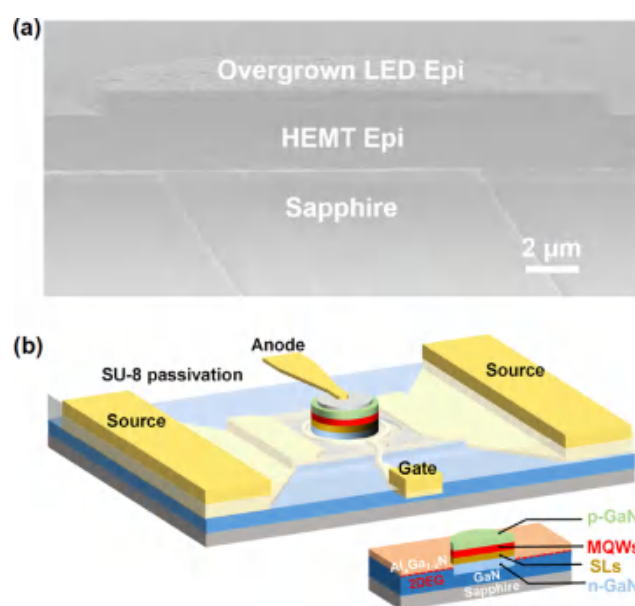 (a)
Overgrown LED Epi
HEMT Epi
Sapphire
2 μm
(b)
Anode
SU-8 passivation
Source
Source
Gate
p-GaN
MQWs
SLs
n-GaN
2DEG
GaN
Sapphire